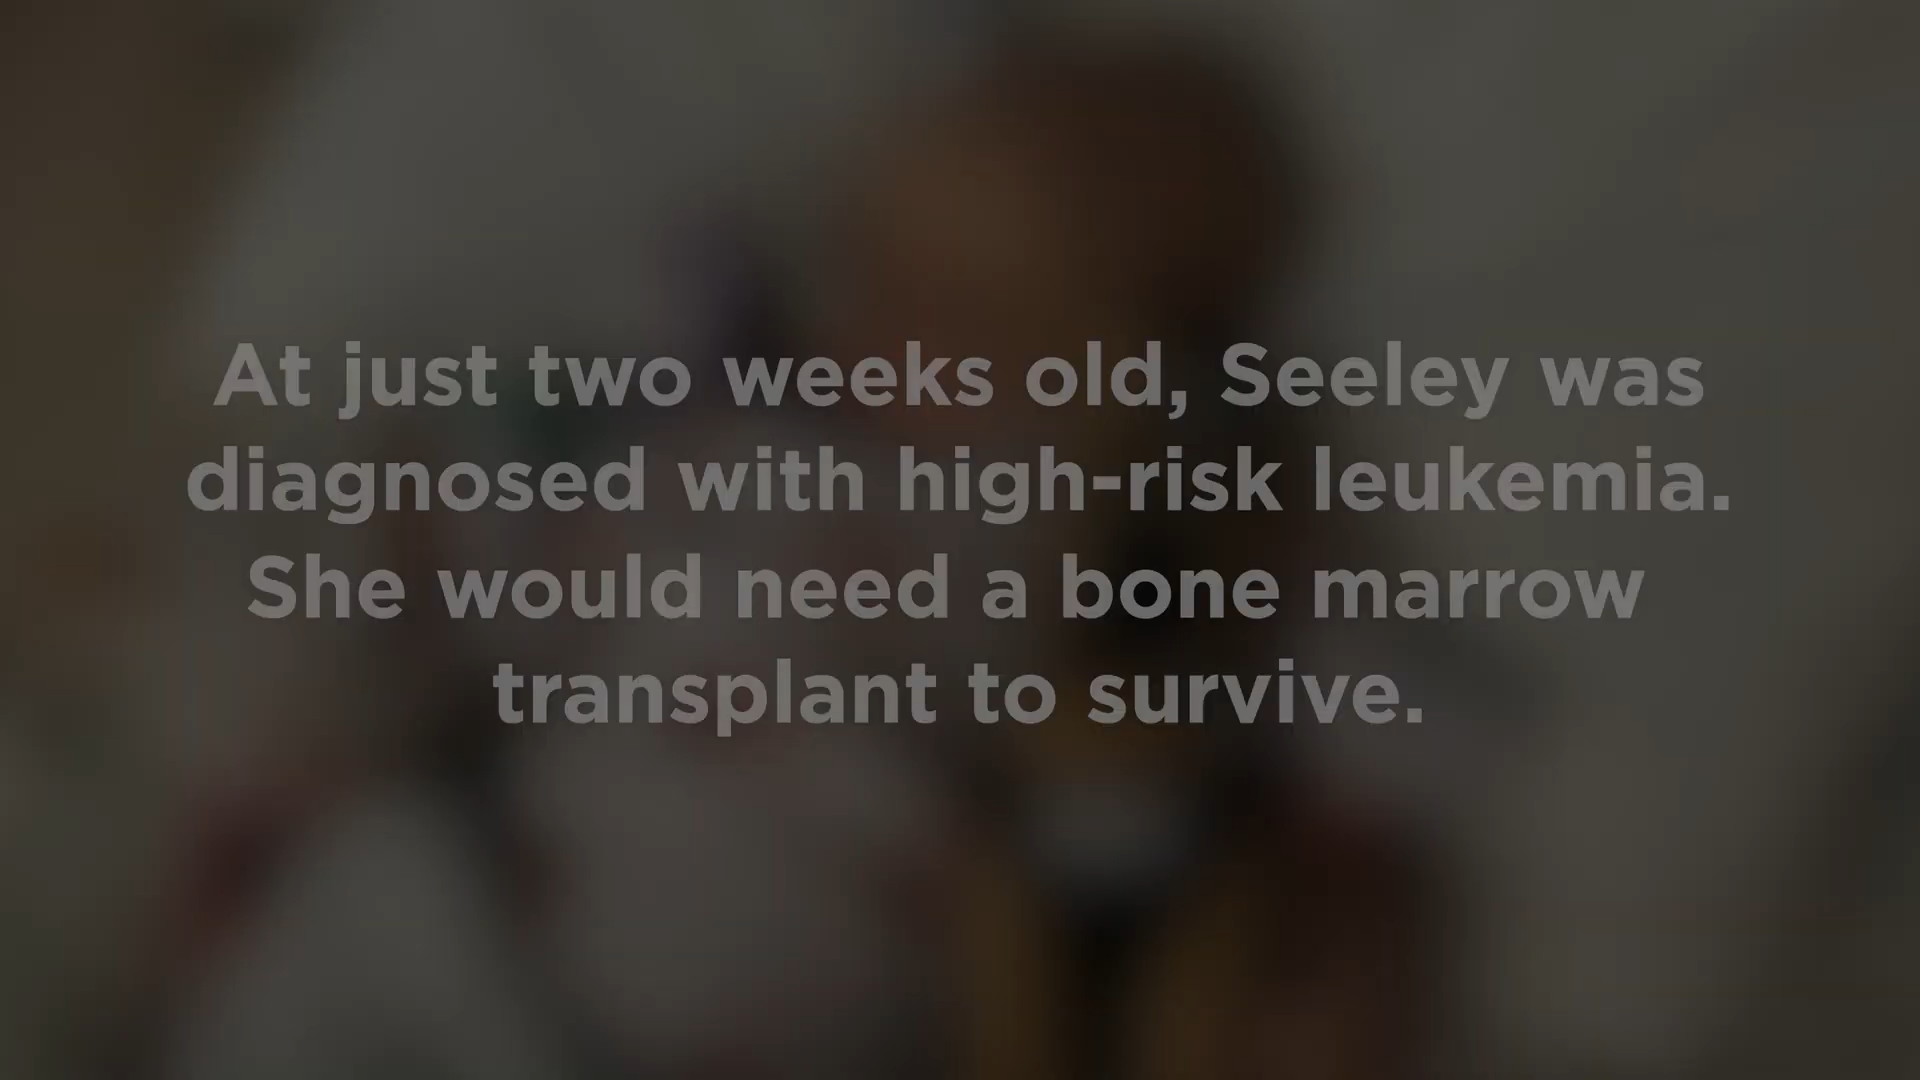 At just two weeks old, Seeley was
diagnosed with high-risk leukemia.
She would need a bone marrow
transplant to survive.